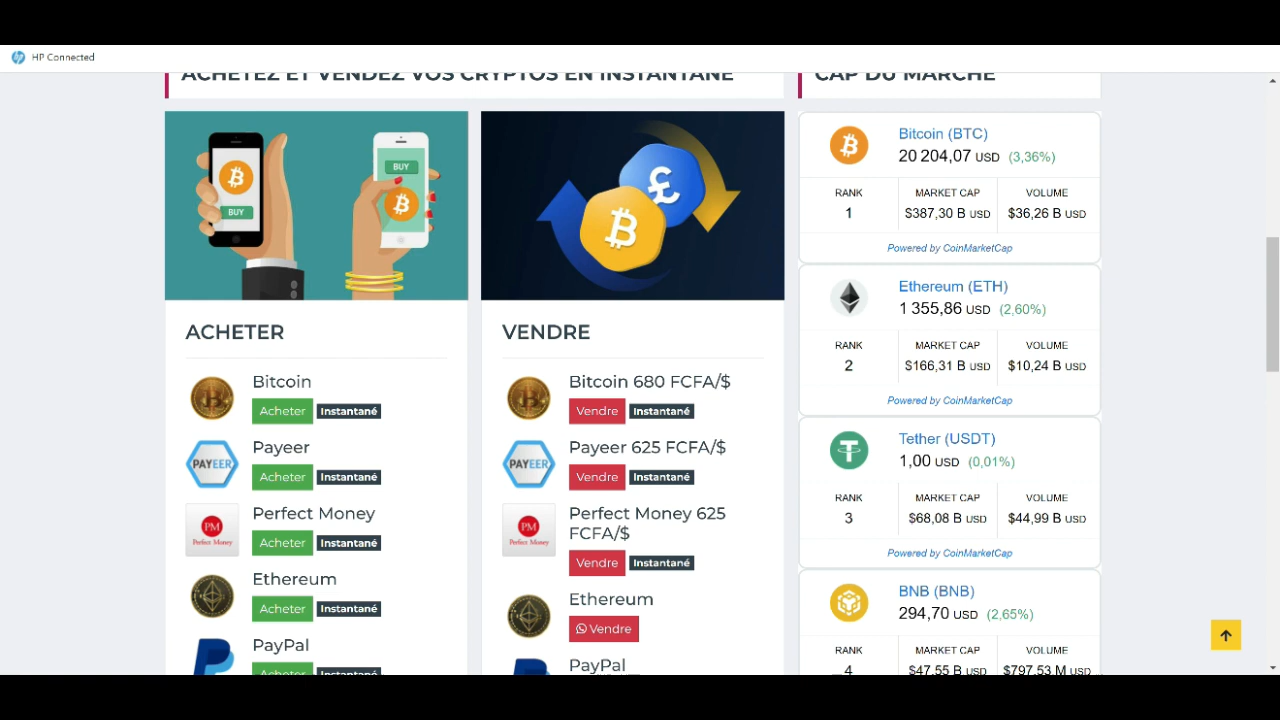 HP Connected
ACHETEZ ET VENDEZ VOS CRYPTOS EN INSTANTANÉ
BUY
BUY
ACHETER
Bitcoin
Acheter Instantané
PAYEER
Payeer
Acheter Instantané
PM
Perfect Money
Perfect Money
Acheter Instantané
Ethereum
Acheter Instantané
PayPal
Acheter Instantané
VENDRE
Bitcoin 680 FCFA/$
Vendre Instantané
PAYEER
Payeer 625 FCFA/$
Vendre Instantané
PM
Perfect Money
Perfect Money 625
FCFA/$
Vendre Instantané
Ethereum
Vendre
PayPal
CAP DU MARCHÉ
Bitcoin (BTC)
20 204,07 USD (3,36%)
RANK MARKET CAP VOLUME
1 $387,30 B USD $36,26 B USD
Powered by CoinMarketCap
Ethereum (ETH)
1 355,86 USD (2,60%)
RANK MARKET CAP VOLUME
2 $166,31 B USD $10,24 B USD
Powered by CoinMarketCap
Tether (USDT)
1,00 USD (0,01%)
RANK MARKET CAP VOLUME
3 $68,08 B USD $44,99 B USD
Powered by CoinMarketCap
BNB (BNB)
294,70 USD (2,65%)
RANK MARKET CAP VOLUME
4 $47,55 B USD $797,53 M USD